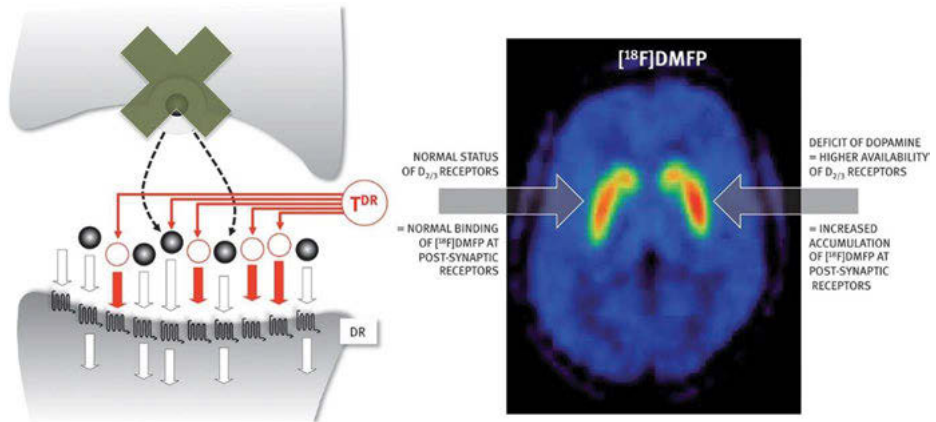 T^DR
DR
[¹⁸F]DMFP
NORMAL STATUS
OF D₂/₃ RECEPTORS
= NORMAL BINDING
OF [¹⁸F]DMFP AT
POST-SYNAPTIC
RECEPTORS
DEFICIT OF DOPAMINE
= HIGHER AVAILABILITY
OF D₂/₃ RECEPTORS
= INCREASED
ACCUMULATION
OF [¹⁸F]DMFP AT
POST-SYNAPTIC
RECEPTORS